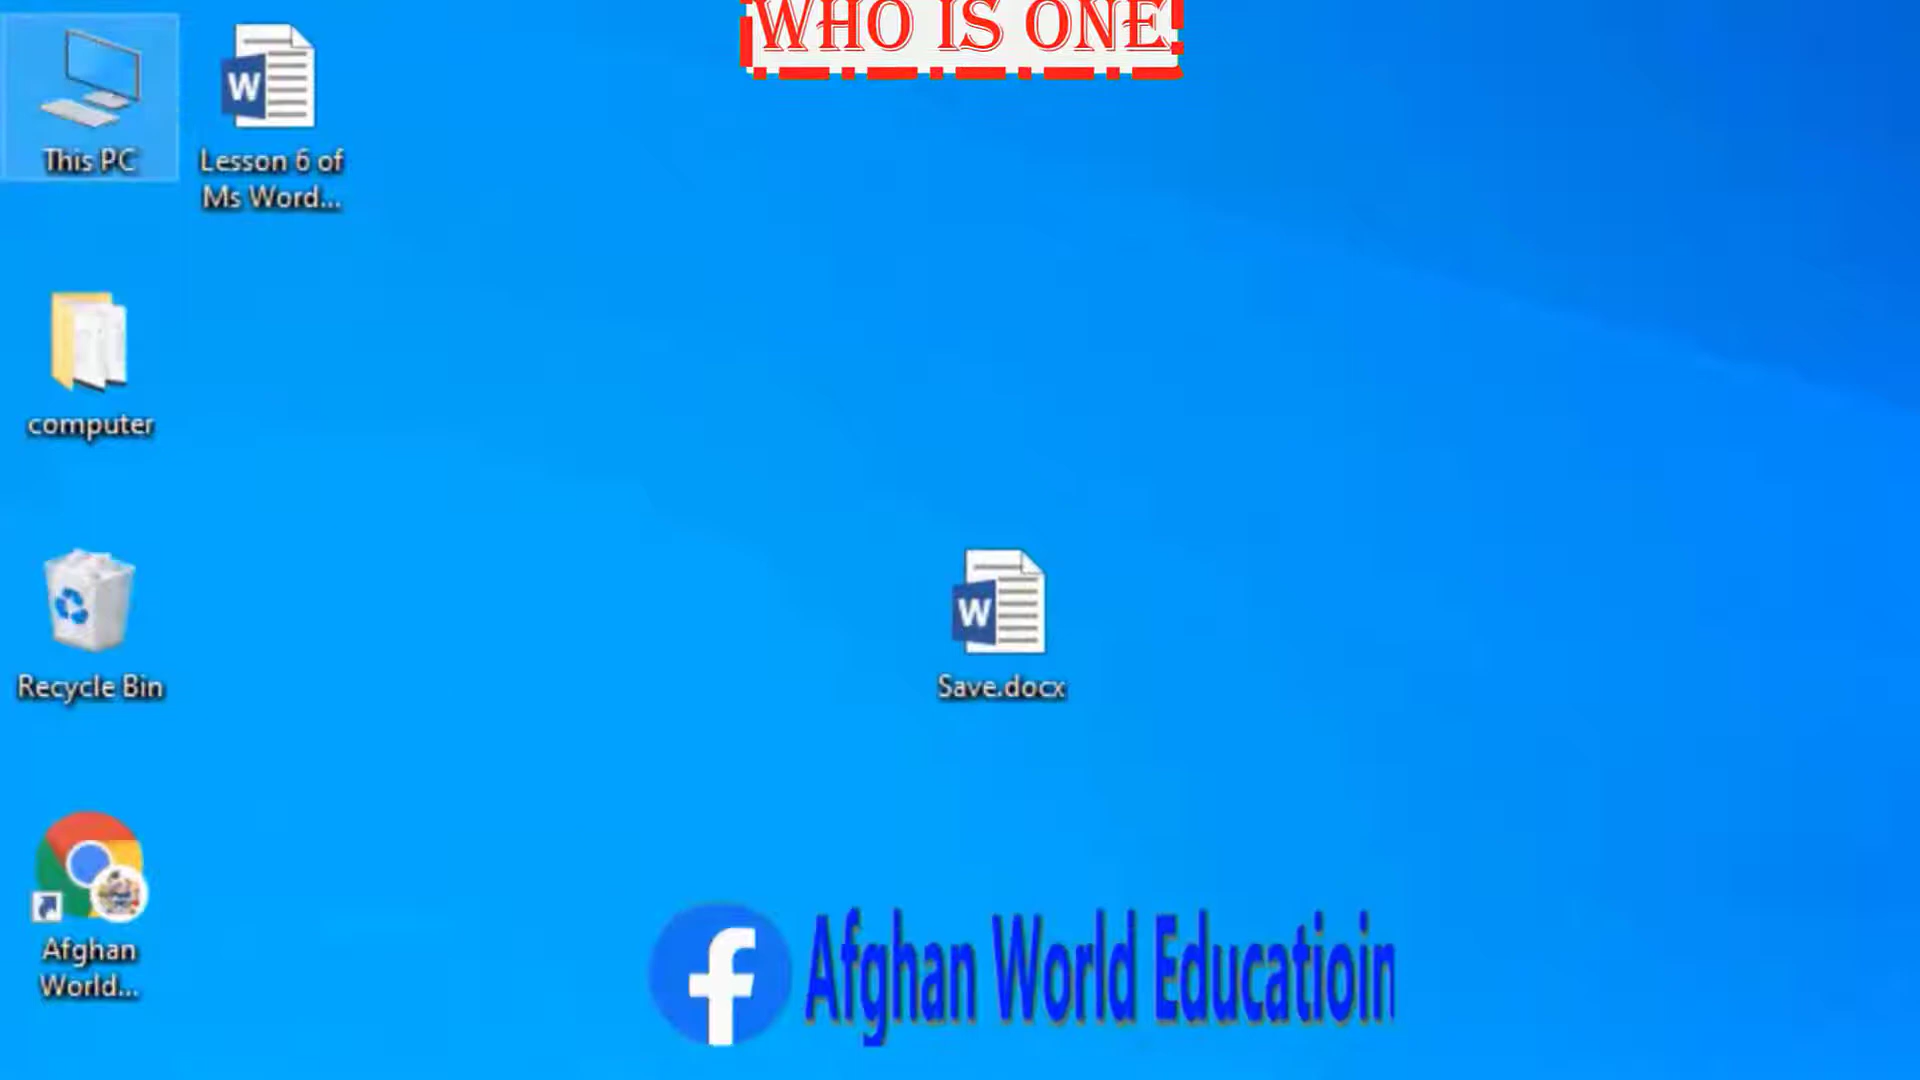 WHO IS ONE
This PC
Lesson 6 of
Ms Word...
computer
Recycle Bin
Save.docx
Afghan
World...
Afghan World Educatioin